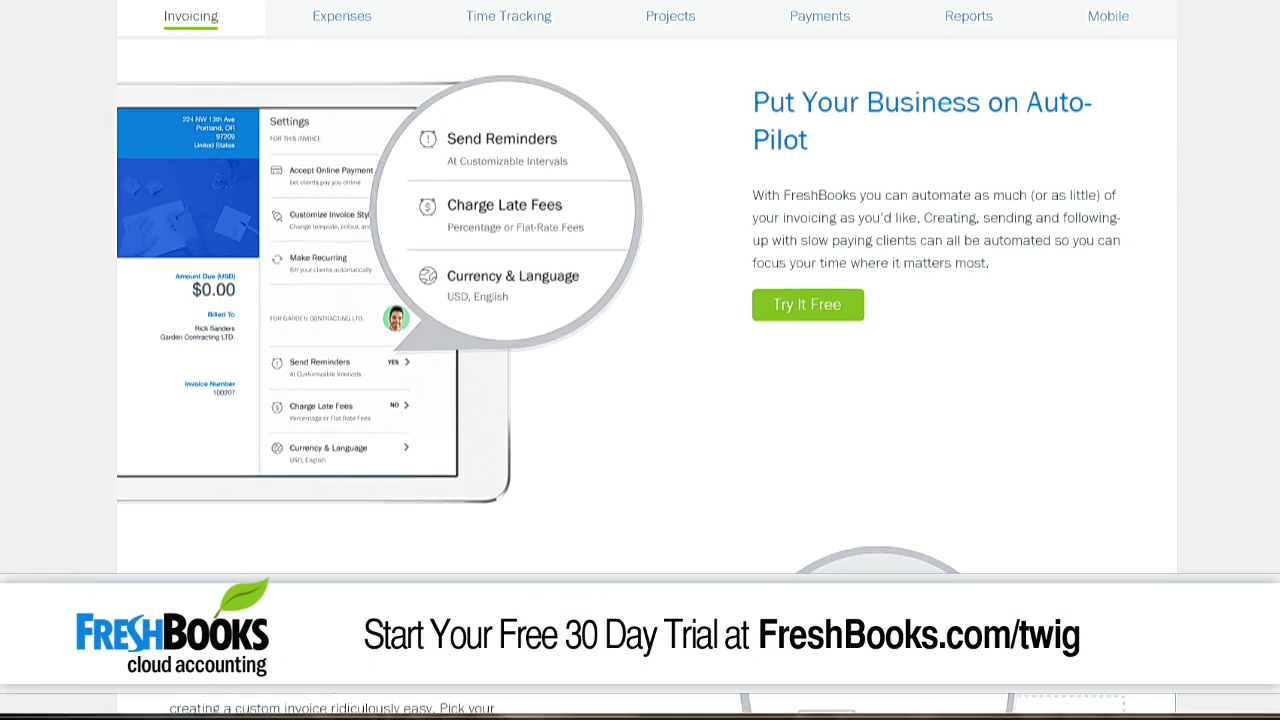 Invoicing
Expenses
Time Tracking
Projects
Payments
Reports
Mobile
224 NW 13th Ave
Portland, OR
97209
United States
Amount Due (USD)
$0.00
Billed To
Rick Sanders
Garden Contracting LTD.
Invoice Number
100207
Settings
FOR THIS INVOICE
Accept Online Payment
Let clients pay you online
Customize Invoice Styl
Change template, colour, and
Make Recurring
Bill your clients automatically
FOR GARDEN CONTRACTING LTD.
Send Reminders YES
At Customizable Intervals
Charge Late Fees NO
Percentage or Flat-Rate Fees
Currency & Language
USD, English
Send Reminders
At Customizable Intervals
Charge Late Fees
Percentage or Flat-Rate Fees
Currency & Language
USD, English
Put Your Business on Auto-
Pilot
With FreshBooks you can automate as much (or as little) of
your invoicing as you'd like. Creating, sending and following-
up with slow paying clients can all be automated so you can
focus your time where it matters most.
Try It Free
FRESHBOOKS
cloud accounting
Start Your Free 30 Day Trial at FreshBooks.com/twig
creating a custom invoice ridiculously easy. Pick your